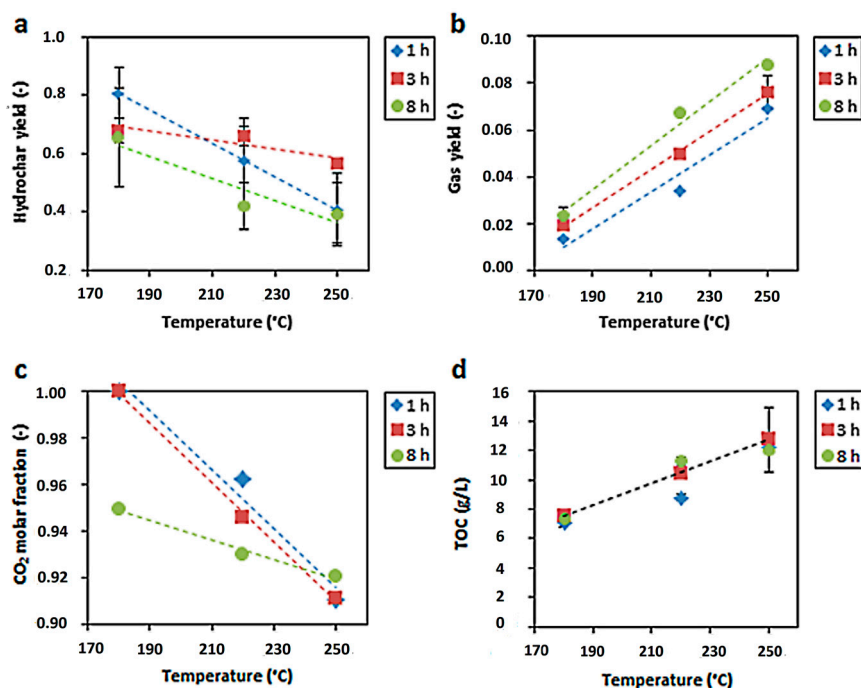 a
Hydrochar yield (-)
1.0
0.8
0.6
0.4
0.2
170 190 210 230 250
Temperature (°C)
1 h
3 h
8 h
b
Gas yield (-)
0.10
0.08
0.06
0.04
0.02
0.00
170 190 210 230 250
Temperature (°C)
1 h
3 h
8 h
c
CO₂ molar fraction (-)
1.00
0.98
0.96
0.94
0.92
0.90
170 190 210 230 250
Temperature (°C)
1 h
3 h
8 h
d
TOC (g/L)
16
14
12
10
8
6
4
2
0
170 190 210 230 250
Temperature (°C)
1 h
3 h
8 h